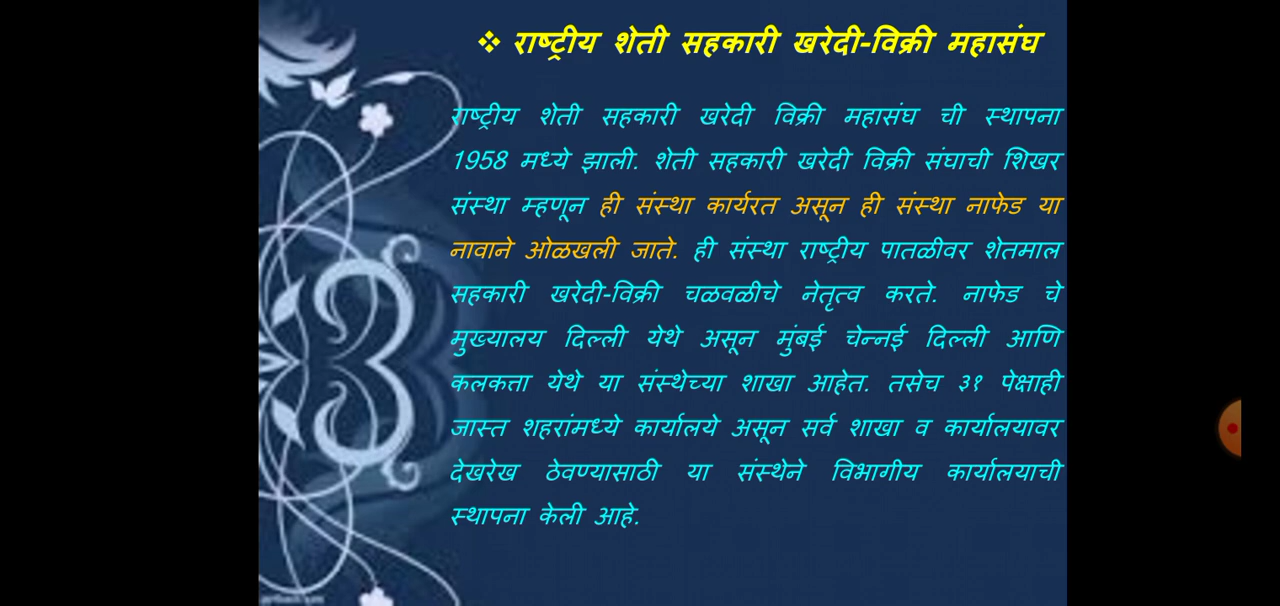 ❖ राष्ट्रीय शेती सहकारी खरेदी-विक्री महासंघ
राष्ट्रीय शेती सहकारी खरेदी विक्री महासंघ ची स्थापना
1958 मध्ये झाली. शेती सहकारी खरेदी विक्री संघाची शिखर
संस्था म्हणून ही संस्था कार्यरत असून ही संस्था नाफेड या
नावाने ओळखली जाते. ही संस्था राष्ट्रीय पातळीवर शेतमाल
सहकारी खरेदी-विक्री चळवळीचे नेतृत्व करते. नाफेड चे
मुख्यालय दिल्ली येथे असून मुंबई चेन्नई दिल्ली आणि
कलकत्ता येथे या संस्थेच्या शाखा आहेत. तसेच ३१ पेक्षाही
जास्त शहरांमध्ये कार्यालये असून सर्व शाखा व कार्यालयावर
देखरेख ठेवण्यासाठी या संस्थेने विभागीय कार्यालयाची
स्थापना केली आहे.